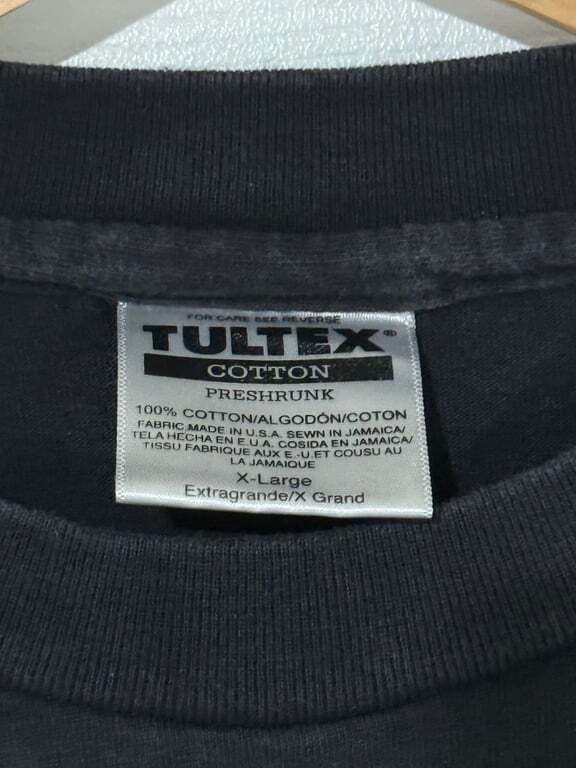 FOR CARE SEE REVERSE
TULTEX®
COTTON
PRESHRUNK
100% COTTON/ALGODÓN/COTON
FABRIC MADE IN U.S.A. SEWN IN JAMAICA/
TELA HECHA EN E.U.A. COSIDA EN JAMAICA/
TISSU FABRIQUE AUX E.-U.ET COUSU AU
LA JAMAIQUE
X-Large
Extragrande/X Grand